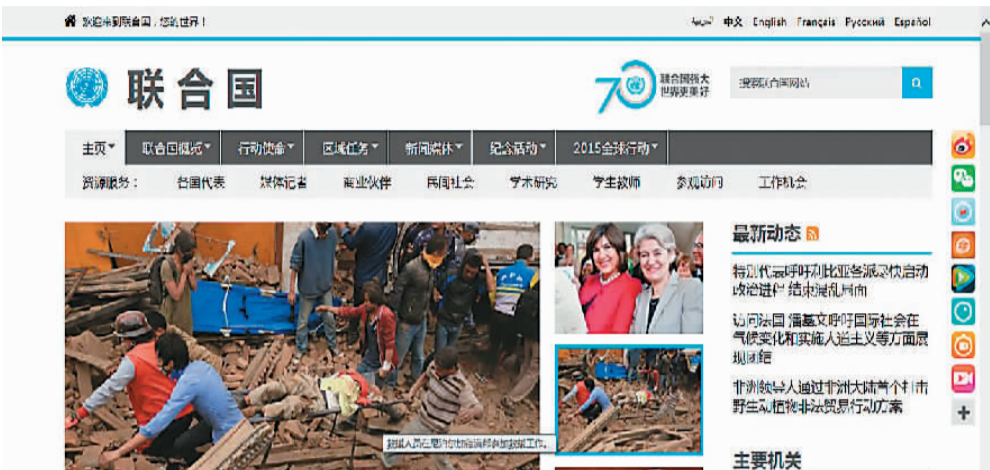 欢迎来到联合国，您的世界！
العربية 中文 English Français Русский Español
联合国
70 联合国强大
世界更美好
搜索联合国网站
主页 联合国概览 行动使命 区域任务 新闻媒体 纪念活动 2015全球行动
资源服务： 各国代表 媒体记者 商业伙伴 民间社会 学术研究 学生教师 参观访问 工作机会
最新动态
特别代表呼吁利比亚各派尽快启动
政治进程 结束混乱局面
访问法国 潘基文呼吁国际社会在
气候变化和实施人道主义等方面展
现团结
非洲领导人通过非洲大陆首个打击
野生动植物非法贸易行动方案
主要机关